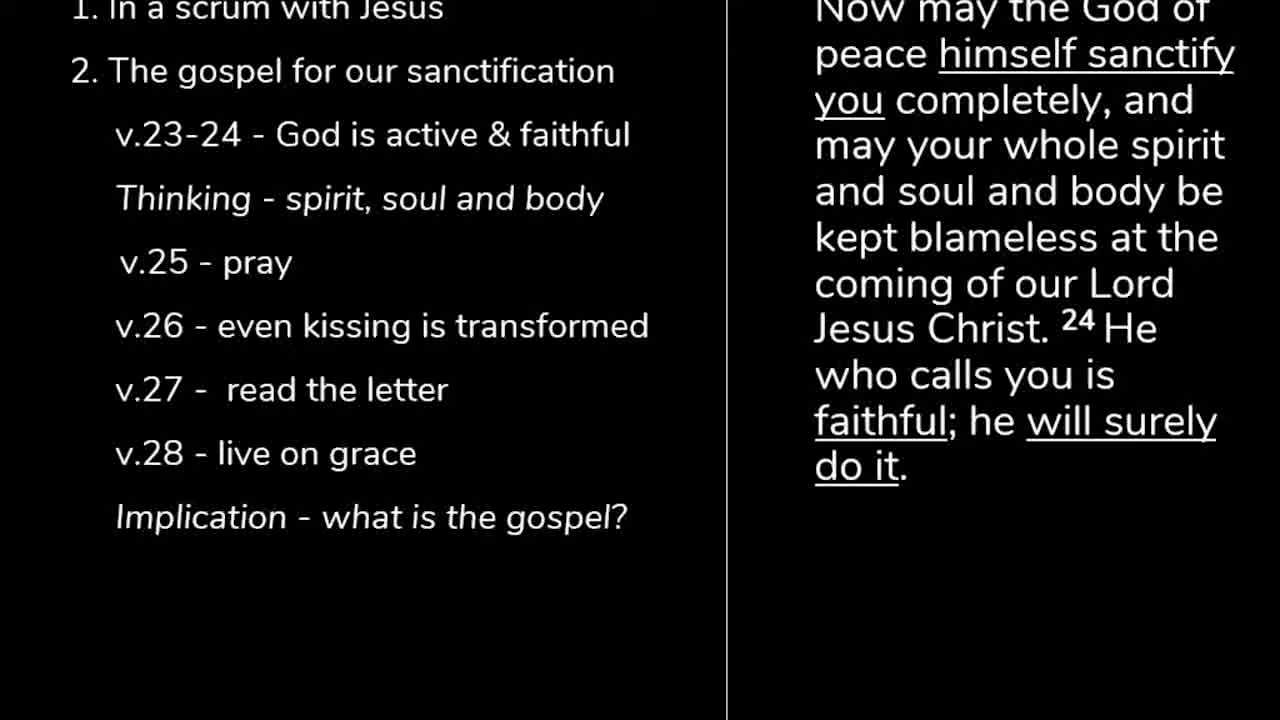 1. In a scrum with Jesus
2. The gospel for our sanctification
v.23-24 - God is active & faithful
Thinking - spirit, soul and body
v.25 - pray
v.26 - even kissing is transformed
v.27 - read the letter
v.28 - live on grace
Implication - what is the gospel?
Now may the God of
peace himself sanctify
you completely, and
may your whole spirit
and soul and body be
kept blameless at the
coming of our Lord
Jesus Christ. 24 He
who calls you is
faithful; he will surely
do it.